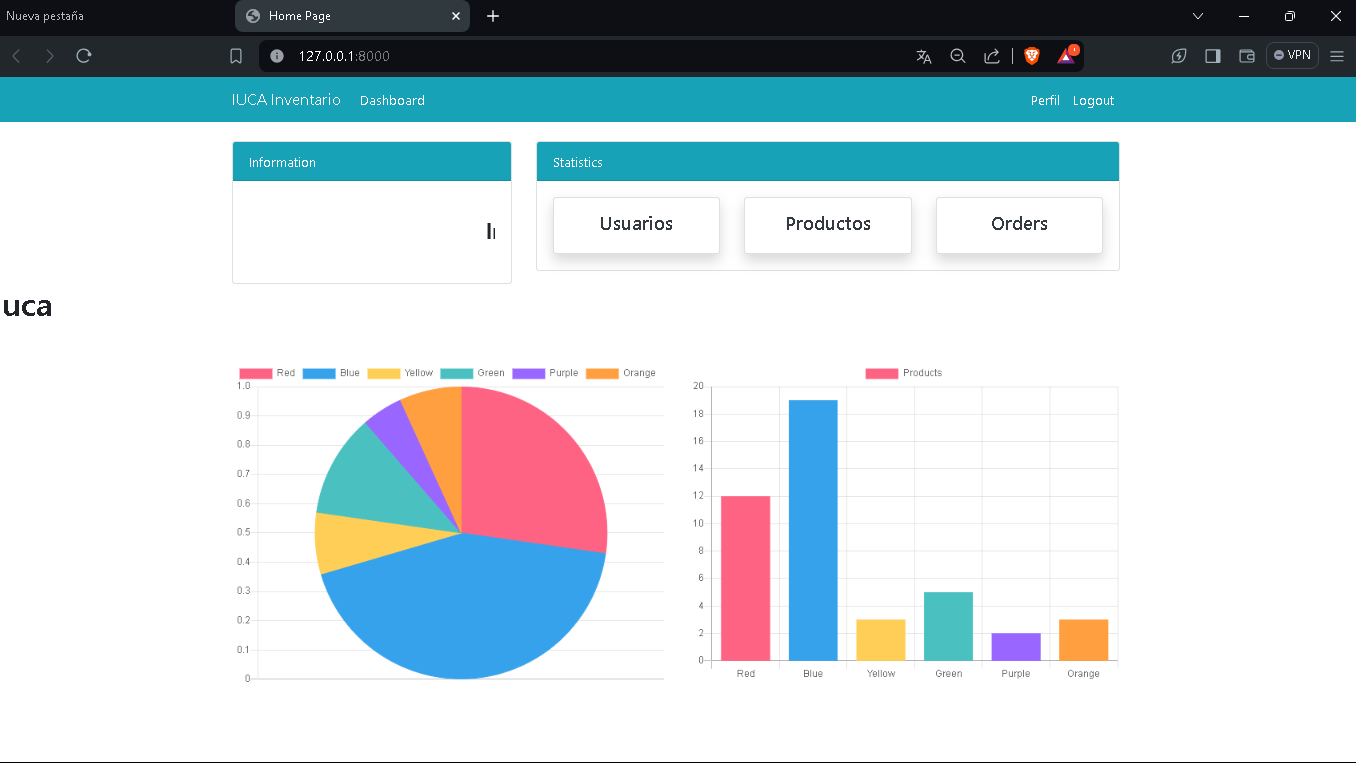 Nueva pestaña
Home Page
127.0.0.1:8000
VPN
IUCA Inventario
Dashboard
Perfil
Logout
Information
Statistics
Usuarios
Productos
Orders
uca
Red
Blue
Yellow
Green
Purple
Orange
1.0
0.9
0.8
0.7
0.6
0.5
0.4
0.3
0.2
0.1
0
Products
20
18
16
14
12
10
8
6
4
2
0
Red
Blue
Yellow
Green
Purple
Orange